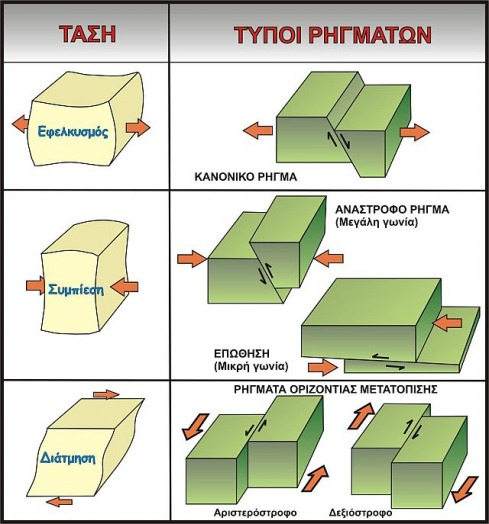 ΤΑΣΗ
ΤΥΠΟΙ ΡΗΓΜΑΤΩΝ
Εφελκυσμός
ΚΑΝΟΝΙΚΟ ΡΗΓΜΑ
Συμπίεση
ΑΝΑΣΤΡΟΦΟ ΡΗΓΜΑ
(Μεγάλη γωνία)
ΕΠΩΘΗΣΗ
(Μικρή γωνία)
Διάτμηση
ΡΗΓΜΑΤΑ ΟΡΙΖΟΝΤΙΑΣ ΜΕΤΑΤΟΠΙΣΗΣ
Αριστερόστροφο
Δεξιόστροφο